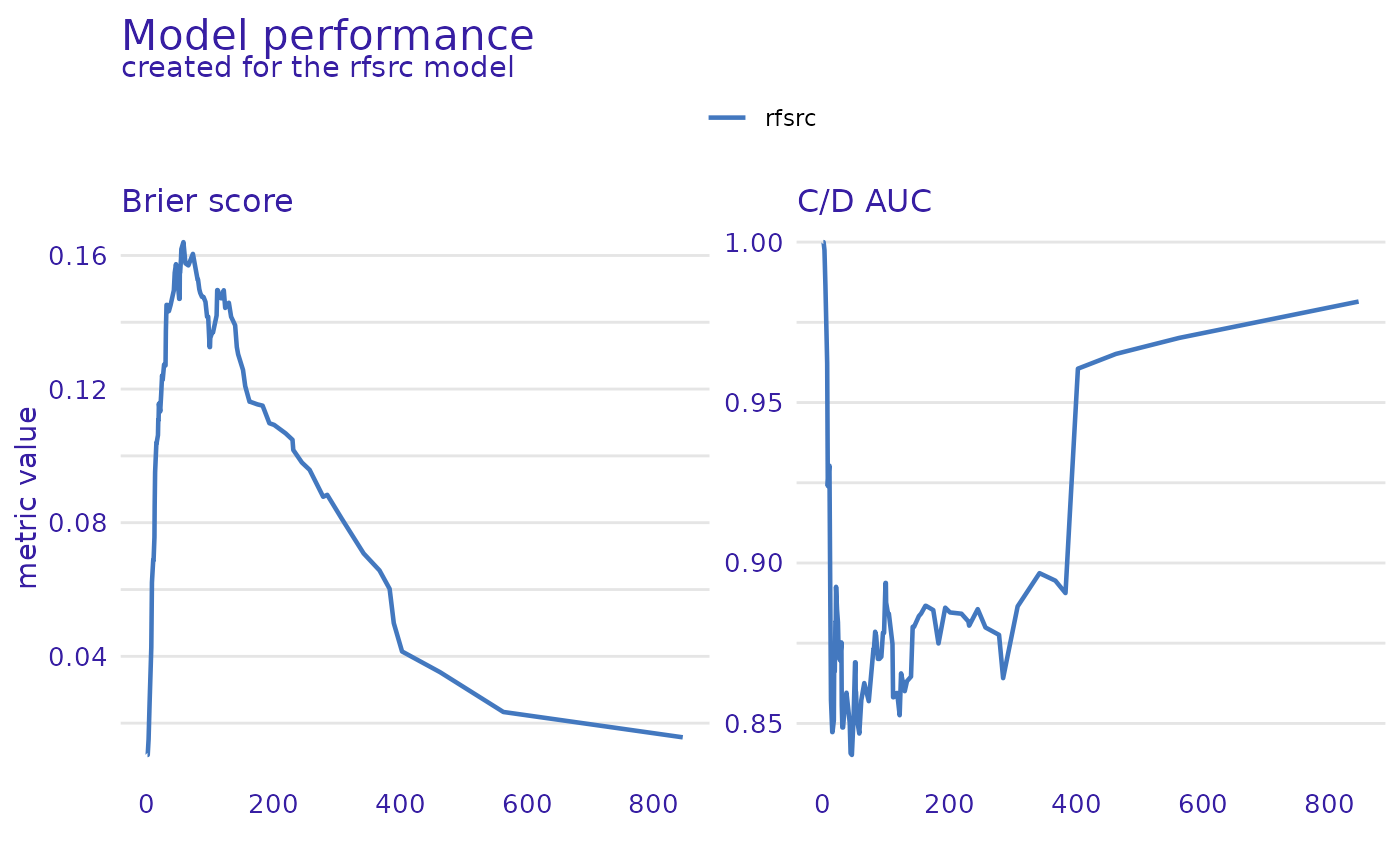 Model performance
created for the rfsrc model
rfsrc
Brier score
C/D AUC
metric value
0.16
0.12
0.08
0.04
0 200 400 600 800
1.00
0.95
0.90
0.85
0 200 400 600 800